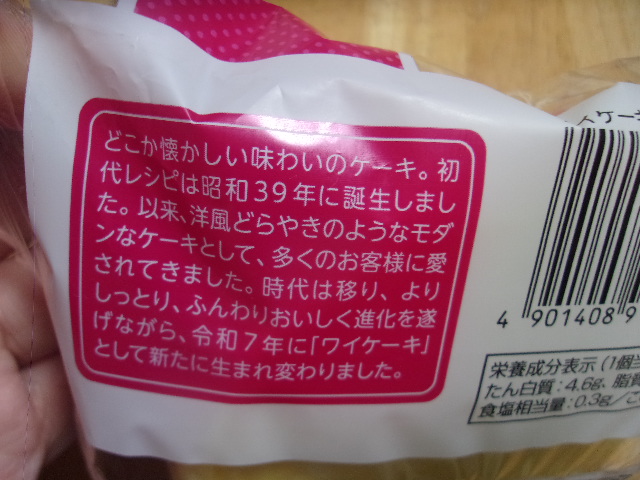 どこか懐かしい味わいのケーキ。初
代レシピは昭和39年に誕生しまし
た。以来、洋風どらやきのようなモダ
ンなケーキとして、多くのお客様に愛
されてきました。時代は移り、より
しっとり、ふんわりおいしく進化を遂
げながら、令和7年に「ワイケーキ」
として新たに生まれ変わりました。
4 901408 9
栄養成分表示(1個当
たん白質:4.6g、脂質
食塩相当量:0.3g/こ